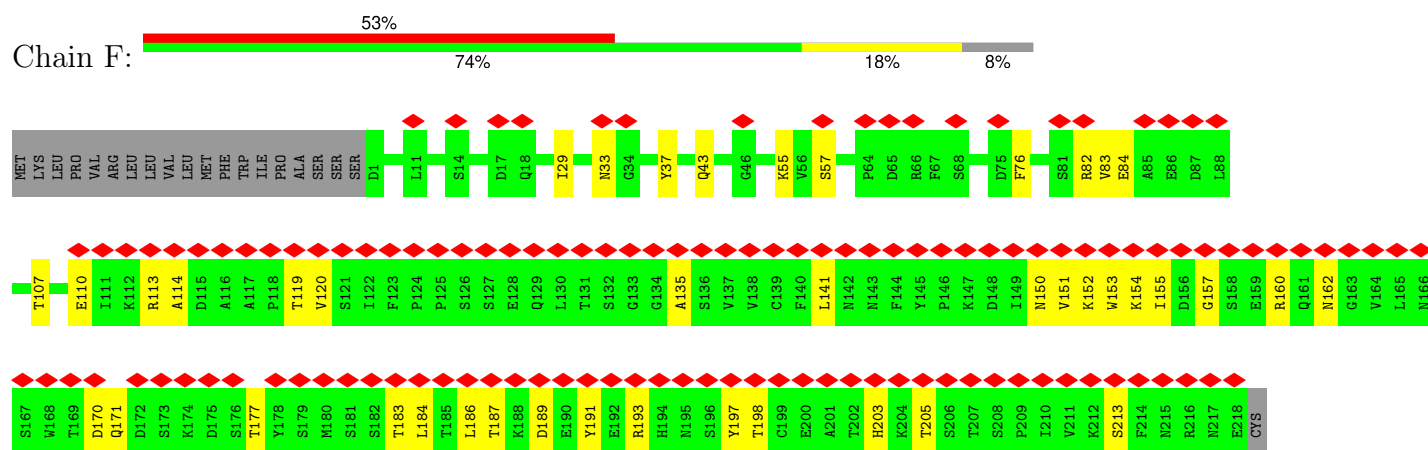 53%
Chain F:
74% 18% 8%
MET LYS LEU PRO VAL ARG LEU LEU VAL LEU MET PHE TRP ILE PRO ALA SER SER SER D1 L11 S14 D17 Q18 I29 N33 G34 Y37 Q43 G46 K55 V56 S57 P64 D65 R66 F67 S68 D75 F76 S81 R82 V83 E84 A85 E86 D87 L88
T107 E110 I111 K112 R113 A114 D115 A116 A117 P118 T119 V120 S121 I122 F123 P124 P125 S126 S127 E128 Q129 L130 T131 S132 G133 G134 A135 S136 V137 V138 C139 F140 L141 N142 N143 F144 Y145 P146 K147 D148 I149 N150 V151 K152 W153 K154 I155 D156 G157 S158 E159 R160 Q161 N162 G163 V164 L165 N166
S167 W168 T169 D170 Q171 D172 S173 K174 D175 S176 T177 Y178 S179 M180 S181 S182 T183 L184 T185 L186 T187 K188 D189 E190 Y191 E192 R193 H194 N195 S196 Y197 T198 C199 E200 A201 T202 H203 K204 T205 S206 T207 S208 P209 I210 V211 K212 S213 F214 N215 R216 N217 E218 CYS